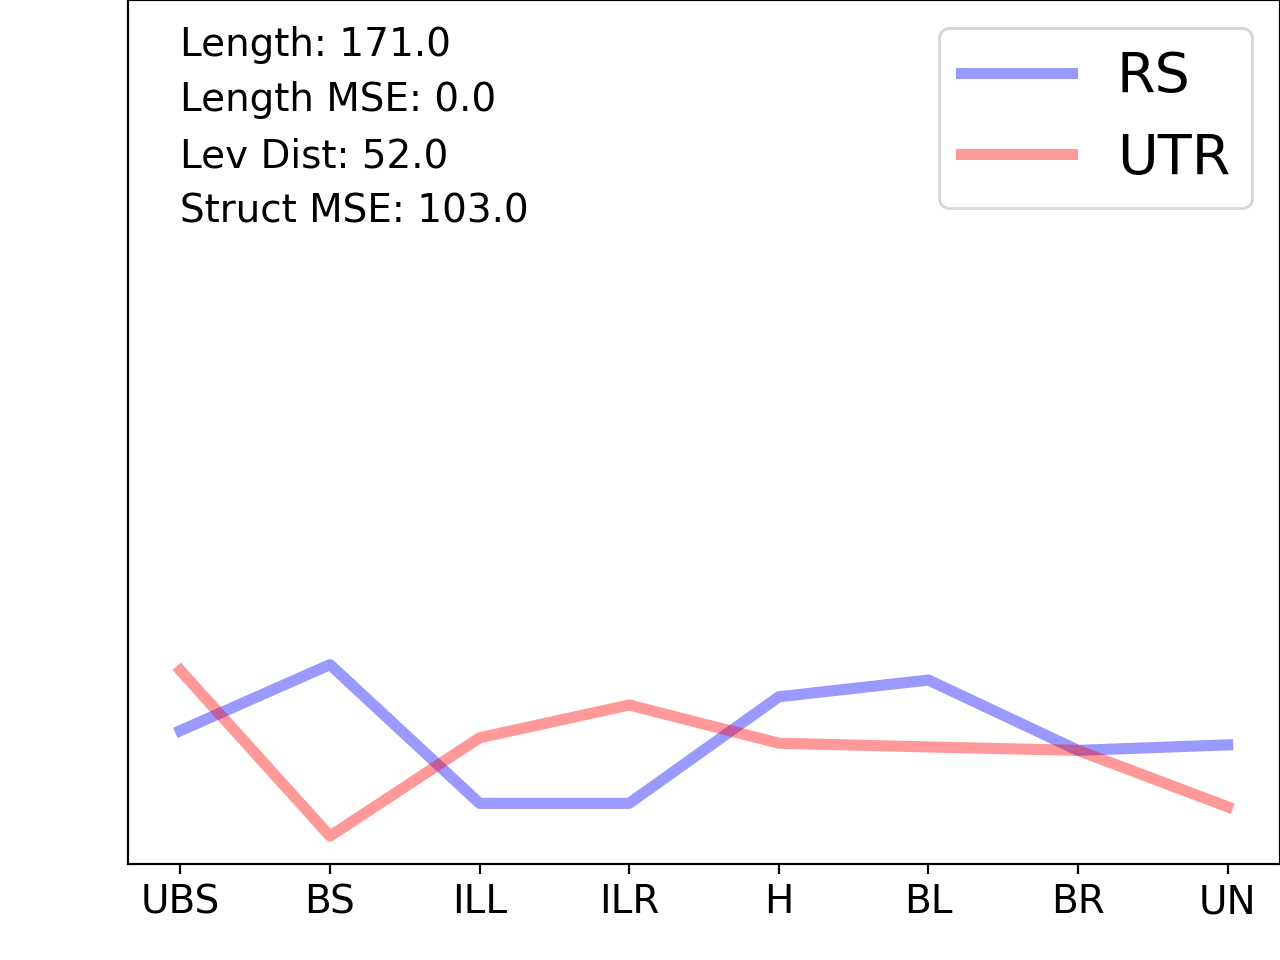 Length: 171.0
Length MSE: 0.0
Lev Dist: 52.0
Struct MSE: 103.0
RS
UTR
UBS BS ILL ILR H BL BR UN